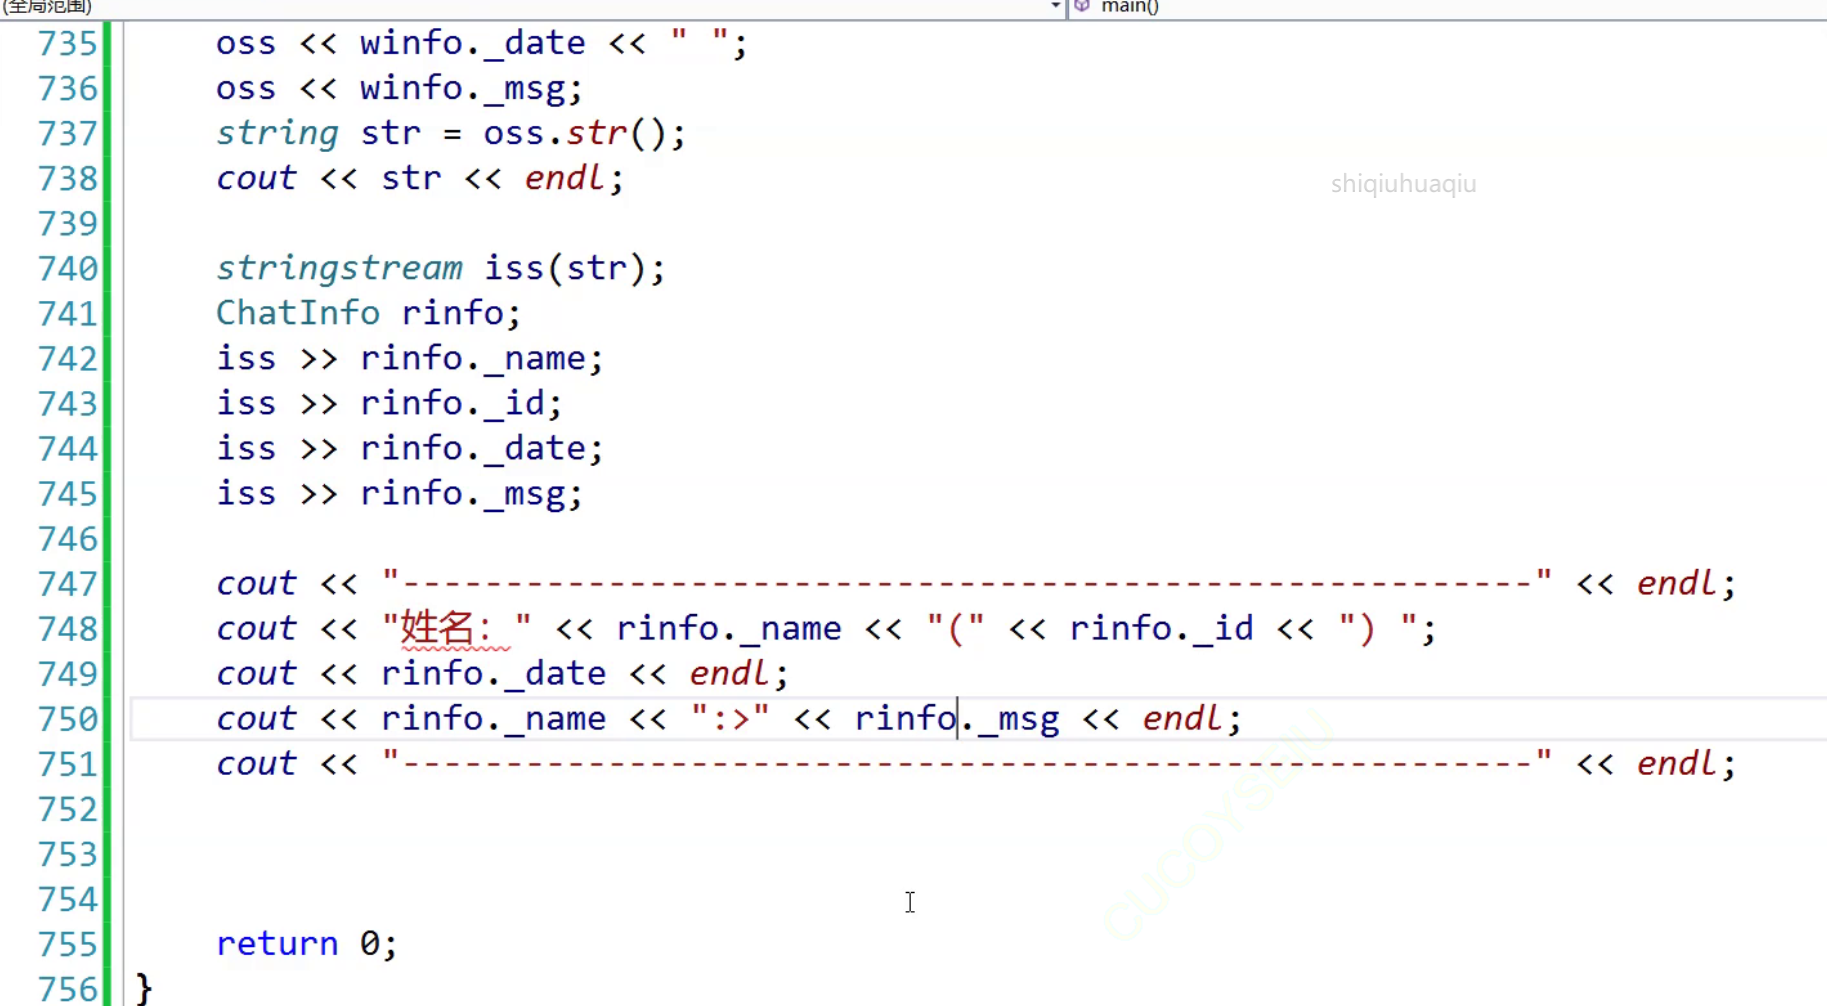 (全局范围) main()
735 oss << winfo._date << " ";
736 oss << winfo._msg;
737 string str = oss.str();
738 cout << str << endl;
shiqiuhuaqiu
739
740 stringstream iss(str);
741 ChatInfo rinfo;
742 iss >> rinfo._name;
743 iss >> rinfo._id;
744 iss >> rinfo._date;
745 iss >> rinfo._msg;
746
747 cout << "-------------------------------------------------------" << endl;
748 cout << "姓名：" << rinfo._name << "(" << rinfo._id << ") ";
749 cout << rinfo._date << endl;
750 cout << rinfo._name << ":>" << rinfo._msg << endl;
751 cout << "-------------------------------------------------------" << endl;
752
753
754
755 return 0;
756 }